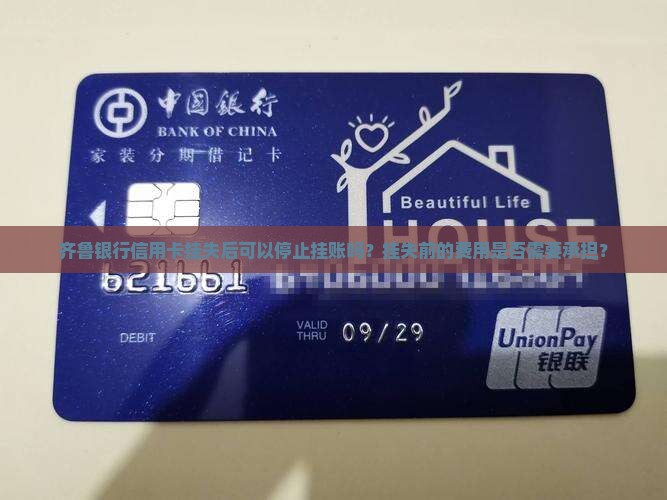 中国银行
BANK OF CHINA
家装分期借记卡
Beautiful Life
HOUSE
齐鲁银行信用卡挂失后可以停止挂账吗？挂失前的费用是否需要承担？
621661
DEBIT
VALID
THRU
09/29
UnionPay
银联